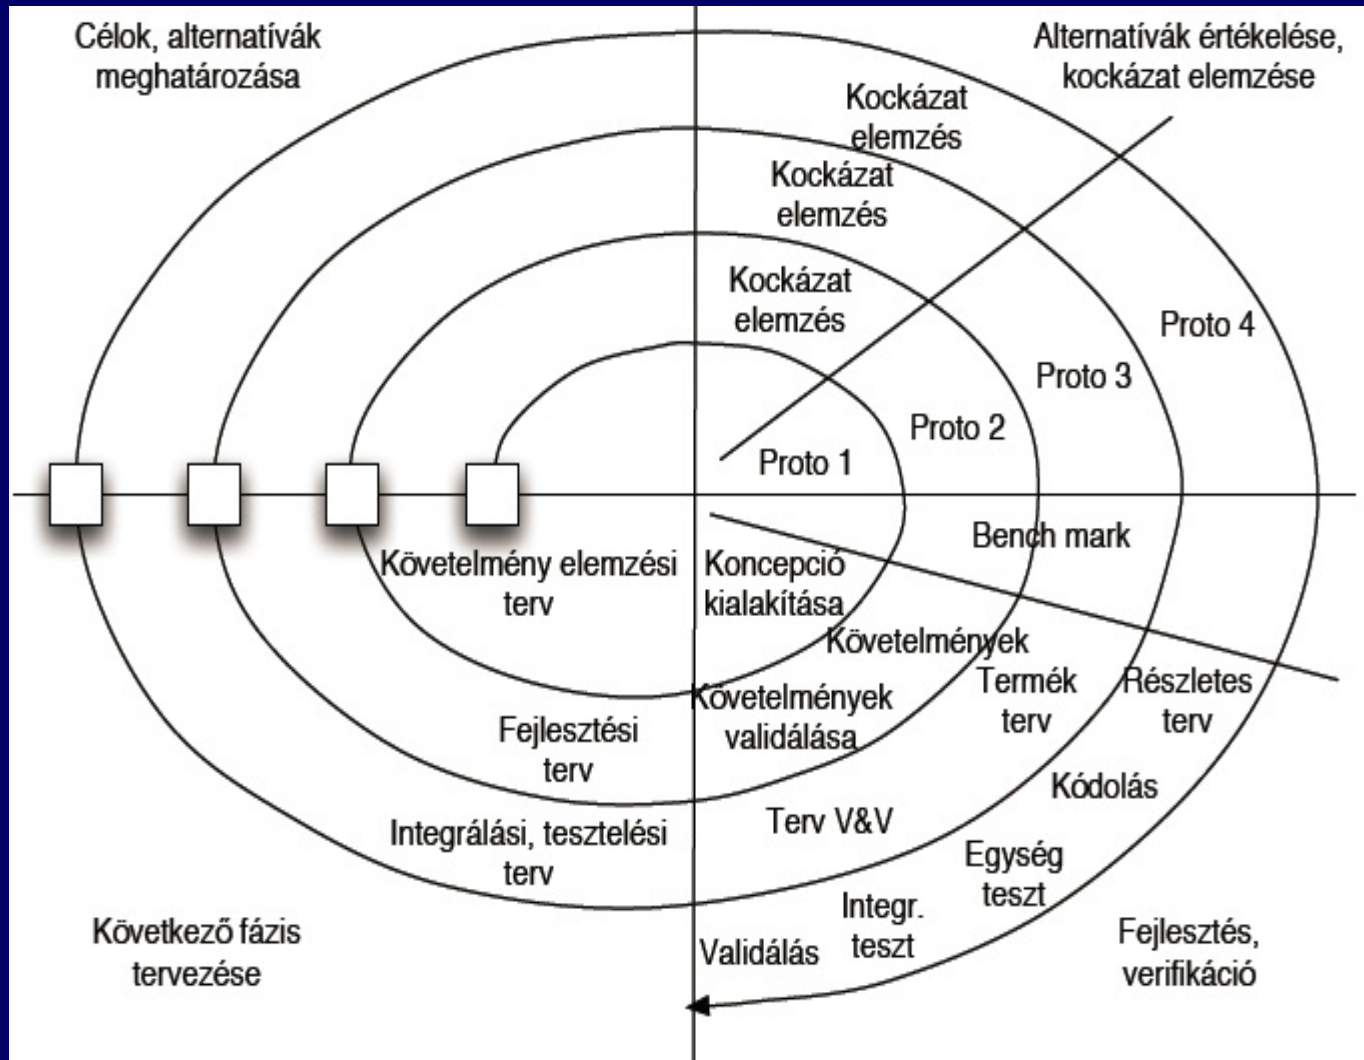 Célok, alternatívák
meghatározása
Alternatívák értékelése,
kockázat elemzése
Kockázat
elemzés
Kockázat
elemzés
Kockázat
elemzés
Proto 4
Proto 3
Proto 2
Proto 1
Bench mark
Követelmény elemzési
terv
Koncepció
kialakítása
Követelmények
Termék
terv
Részletes
terv
Követelmények
validálása
Fejlesztési
terv
Kódolás
Terv V&V
Integrálási, tesztelési
terv
Egység
teszt
Integr.
teszt
Validálás
Következő fázis
tervezése
Fejlesztés,
verifikáció